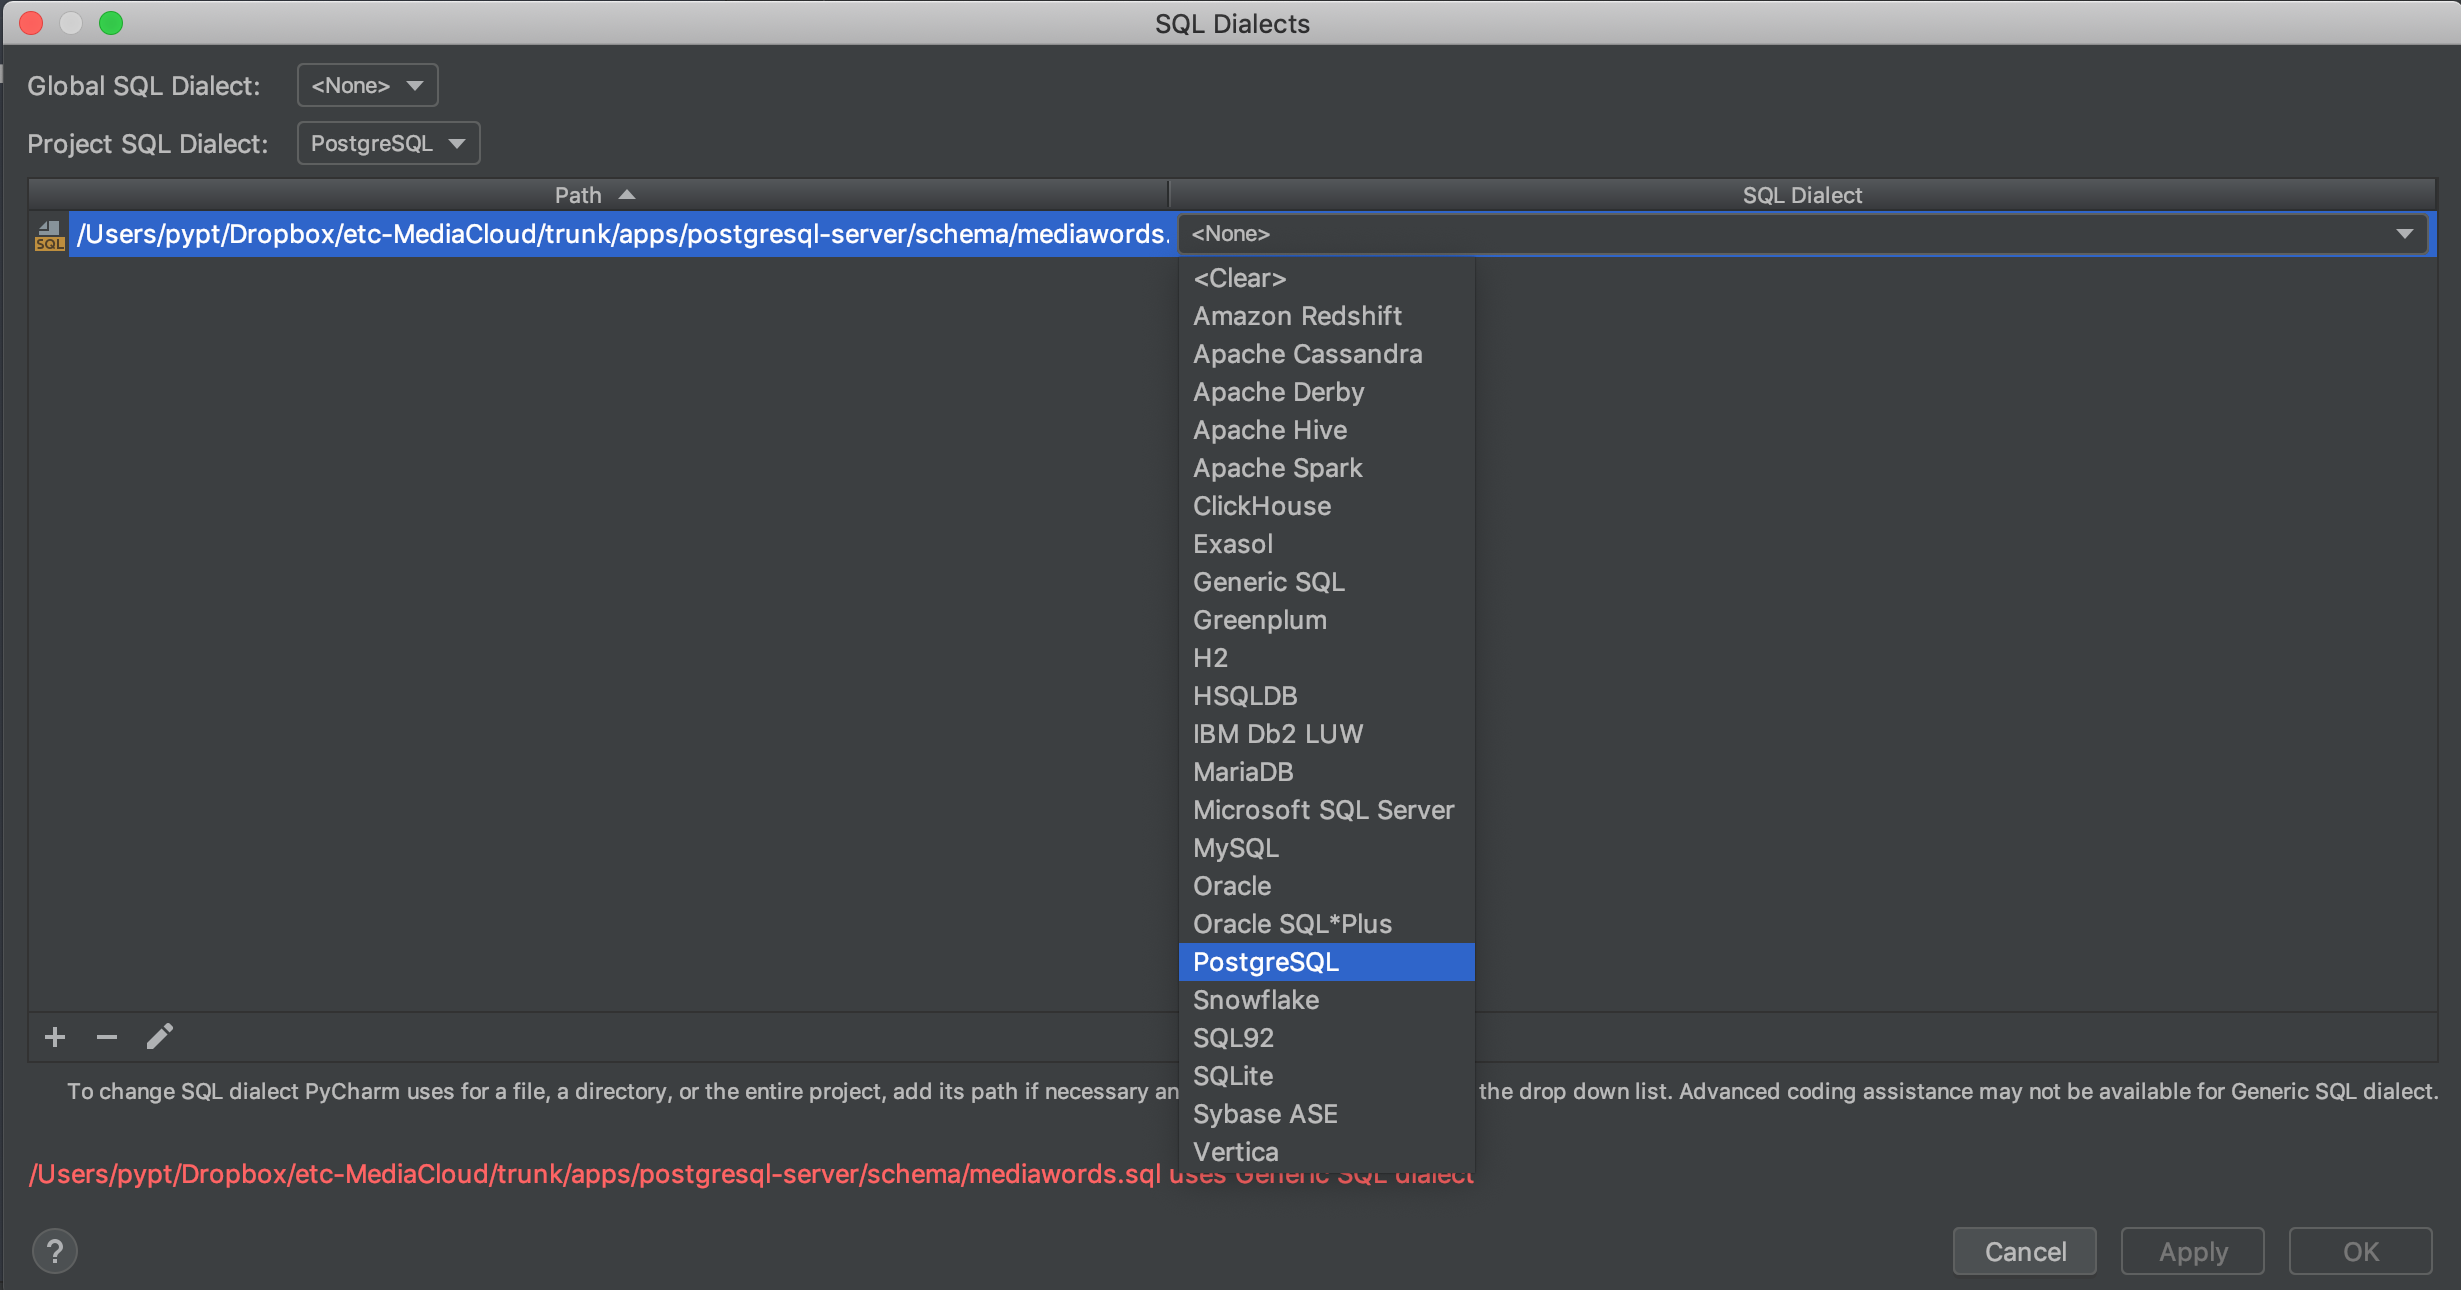 SQL Dialects
Global SQL Dialect: <None>
Project SQL Dialect: PostgreSQL
Path SQL Dialect
SQL /Users/pypt/Dropbox/etc-MediaCloud/trunk/apps/postgresql-server/schema/mediawords. <None>
<Clear>
Amazon Redshift
Apache Cassandra
Apache Derby
Apache Hive
Apache Spark
ClickHouse
Exasol
Generic SQL
Greenplum
H2
HSQLDB
IBM Db2 LUW
MariaDB
Microsoft SQL Server
MySQL
Oracle
Oracle SQL*Plus
PostgreSQL
Snowflake
SQL92
SQLite
Sybase ASE
Vertica
To change SQL dialect PyCharm uses for a file, a directory, or the entire project, add its path if necessary an the drop down list. Advanced coding assistance may not be available for Generic SQL dialect.
/Users/pypt/Dropbox/etc-MediaCloud/trunk/apps/postgresql-server/schema/mediawords.sql uses Generic SQL dialect
? Cancel Apply OK